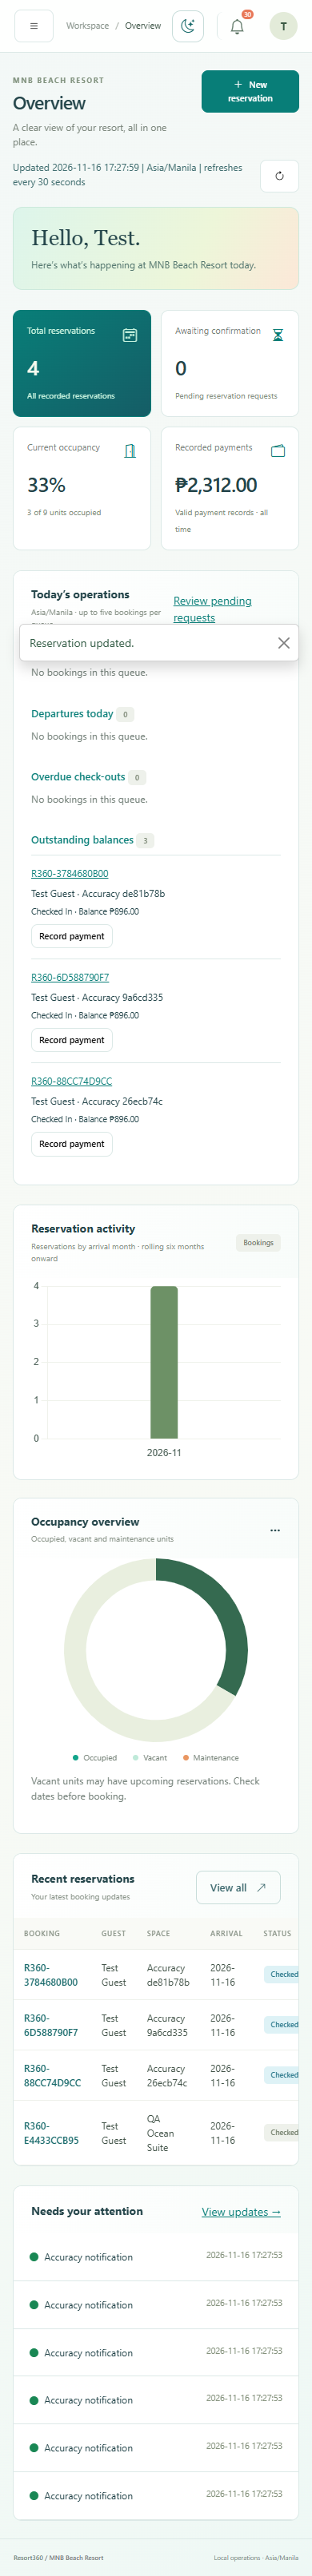 Workspace / Overview
30
T
MNB BEACH RESORT
Overview
A clear view of your resort, all in one
place.
+ New
reservation
Updated 2026-11-16 17:27:59 | Asia/Manila | refreshes
every 30 seconds
Hello, Test.
Here's what's happening at MNB Beach Resort today.
Total reservations
4
All recorded reservations
Awaiting confirmation
0
Pending reservation requests
Current occupancy
33%
3 of 9 units occupied
Recorded payments
₱2,312.00
Valid payment records · all
time
Today's operations
Asia/Manila · up to five bookings per
Review pending
requests
Reservation updated.
No bookings in this queue.
Departures today 0
No bookings in this queue.
Overdue check-outs 0
No bookings in this queue.
Outstanding balances 3
R360-3784680B00
Test Guest · Accuracy de81b78b
Checked In · Balance ₱896.00
Record payment
R360-6D588790F7
Test Guest · Accuracy 9a6cd335
Checked In · Balance ₱896.00
Record payment
R360-88CC74D9CC
Test Guest · Accuracy 26ecb74c
Checked In · Balance ₱896.00
Record payment
Reservation activity
Reservations by arrival month · rolling six months
onward
Bookings
4
3
2
1
0
2026-11
Occupancy overview
Occupied, vacant and maintenance units
Occupied Vacant Maintenance
Vacant units may have upcoming reservations. Check
dates before booking.
Recent reservations
Your latest booking updates
View all ↗
BOOKING GUEST SPACE ARRIVAL STATUS
R360-
3784680B00
Test
Guest
Accuracy
de81b78b
2026-
11-16
Checked
R360-
6D588790F7
Test
Guest
Accuracy
9a6cd335
2026-
11-16
Checked
R360-
88CC74D9CC
Test
Guest
Accuracy
26ecb74c
2026-
11-16
Checked
R360-
E4433CCB95
Test
Guest
QA
Ocean
Suite
2026-
11-16
Checked
Needs your attention
View updates →
Accuracy notification 2026-11-16 17:27:53
Accuracy notification 2026-11-16 17:27:53
Accuracy notification 2026-11-16 17:27:53
Accuracy notification 2026-11-16 17:27:53
Accuracy notification 2026-11-16 17:27:53
Accuracy notification 2026-11-16 17:27:53
Resort360 / MNB Beach Resort
Local operations · Asia/Manila